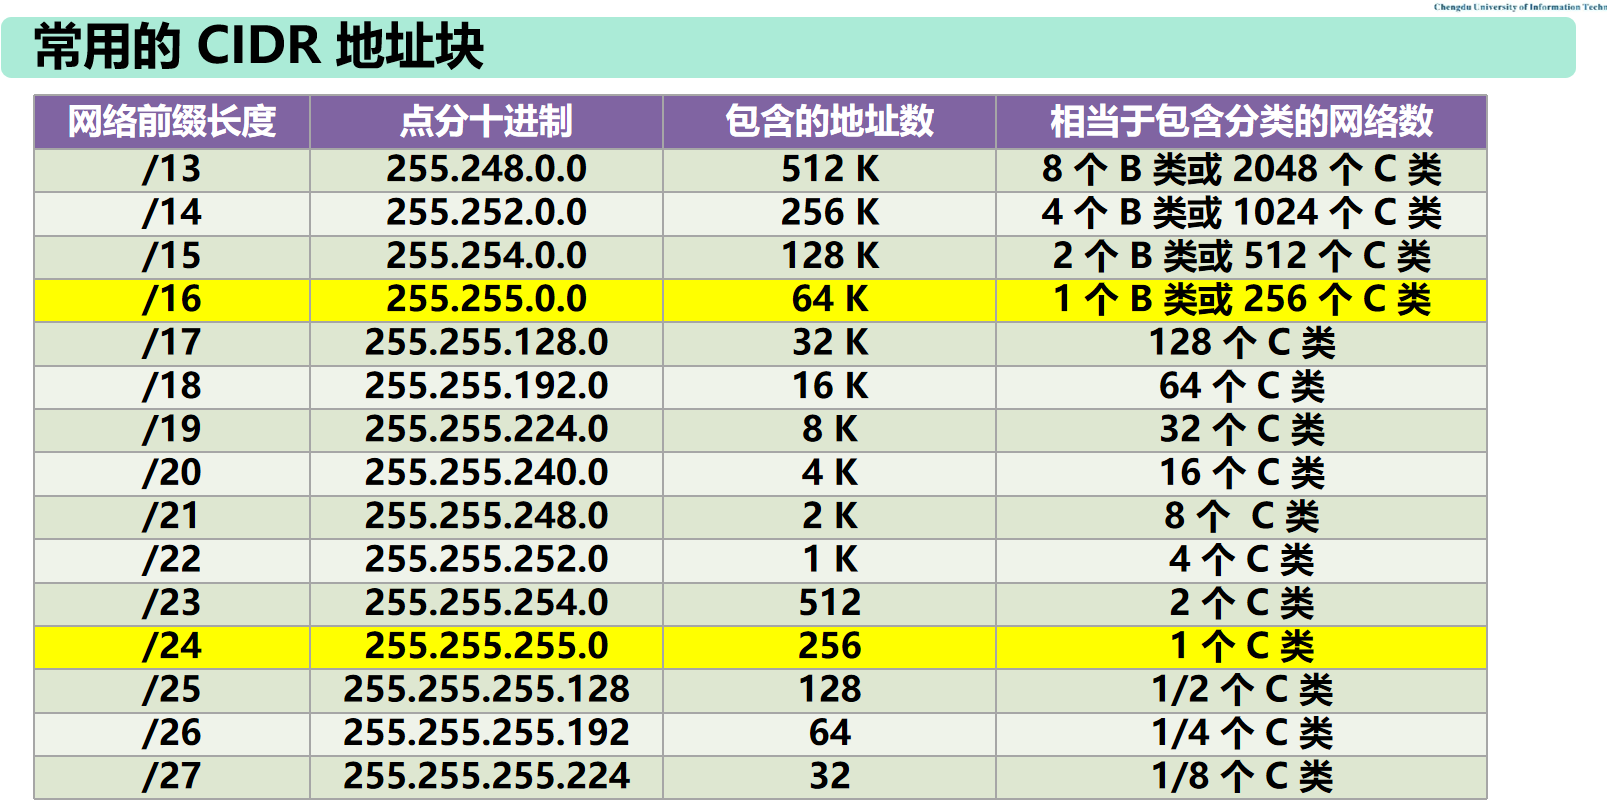 Chengdu University of Information Techn
常用的 CIDR 地址块
网络前缀长度 点分十进制 包含的地址数 相当于包含分类的网络数
/13 255.248.0.0 512 K 8 个 B 类或 2048 个 C 类
/14 255.252.0.0 256 K 4 个 B 类或 1024 个 C 类
/15 255.254.0.0 128 K 2 个 B 类或 512 个 C 类
/16 255.255.0.0 64 K 1 个 B 类或 256 个 C 类
/17 255.255.128.0 32 K 128 个 C 类
/18 255.255.192.0 16 K 64 个 C 类
/19 255.255.224.0 8 K 32 个 C 类
/20 255.255.240.0 4 K 16 个 C 类
/21 255.255.248.0 2 K 8 个 C 类
/22 255.255.252.0 1 K 4 个 C 类
/23 255.255.254.0 512 2 个 C 类
/24 255.255.255.0 256 1 个 C 类
/25 255.255.255.128 128 1/2 个 C 类
/26 255.255.255.192 64 1/4 个 C 类
/27 255.255.255.224 32 1/8 个 C 类